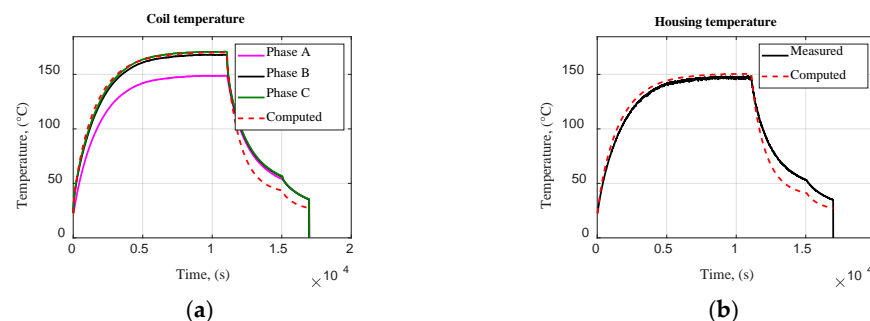 Coil temperature
Temperature, (°C)
150
100
50
0
Phase A
Phase B
Phase C
Computed
0 0.5 1 1.5 2
Time, (s)
× 10 4
(a)
Housing temperature
Temperature, (°C)
150
100
50
0
Measured
Computed
0 0.5 1 1.5 2
Time, (s)
× 10 4
(b)